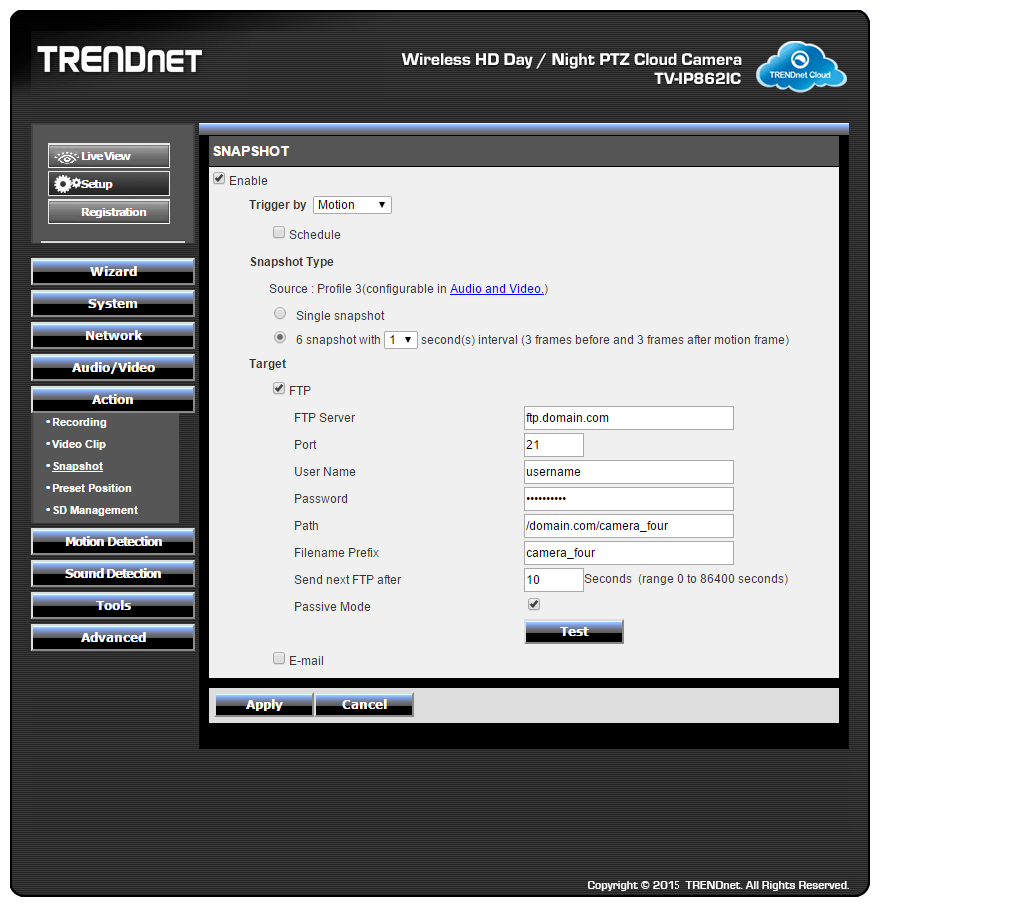 TRENDNET
Wireless HD Day / Night PTZ Cloud Camera
TV-IP862IC
TRENDnet Cloud
Live View
Setup
Registration
Wizard
System
Network
Audio/Video
Action
• Recording
• Video Clip
• Snapshot
• Preset Position
• SD Management
Motion Detection
Sound Detection
Tools
Advanced
SNAPSHOT
Enable
Trigger by Motion
Schedule
Snapshot Type
Source : Profile 3(configurable in Audio and Video.)
Single snapshot
6 snapshot with 1 second(s) interval (3 frames before and 3 frames after motion frame)
Target
FTP
FTP Server ftp.domain.com
Port 21
User Name username
Password ••••••••••
Path /domain.com/camera_four
Filename Prefix camera_four
Send next FTP after 10 Seconds (range 0 to 86400 seconds)
Passive Mode
Test
E-mail
Apply Cancel
Copyright © 2015 TRENDnet. All Rights Reserved.